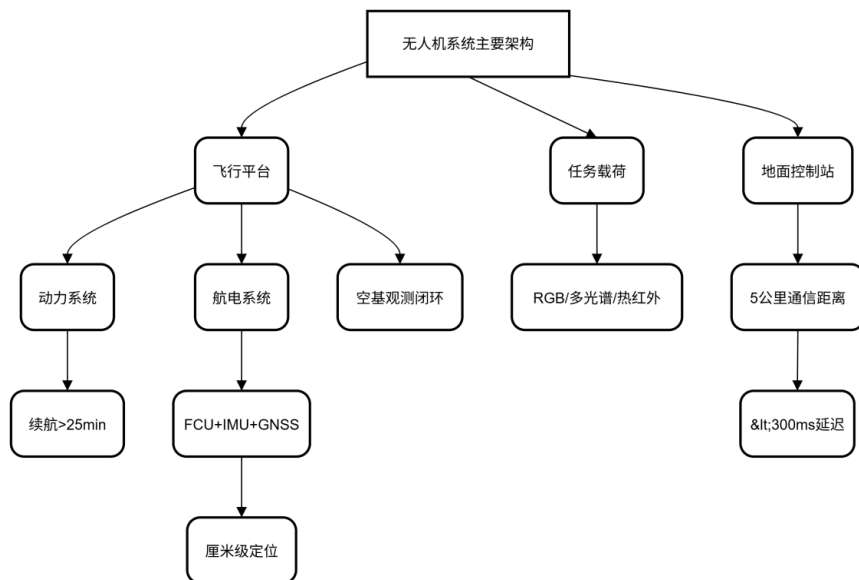 无人机系统主要架构
飞行平台
任务载荷
地面控制站
动力系统
航电系统
空基观测闭环
RGB/多光谱/热红外
5公里通信距离
续航>25min
FCU+IMU+GNSS
&lt;300ms延迟
厘米级定位